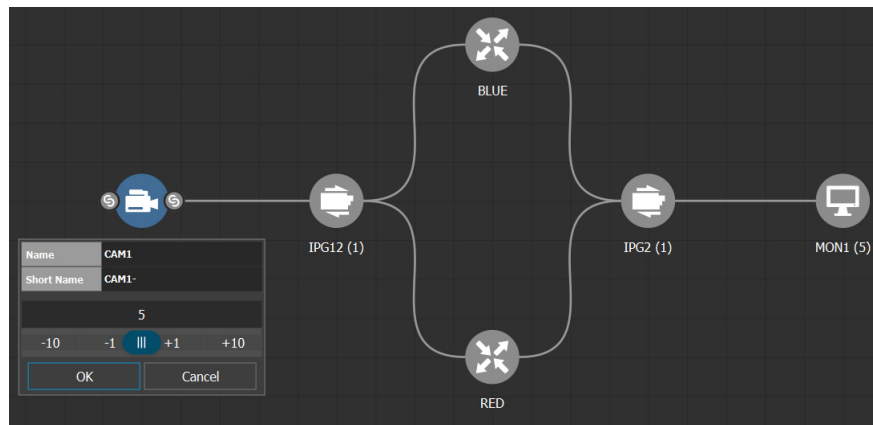 BLUE
IPG12 (1)
IPG2 (1)
MON1 (5)
Name CAM1
Short Name CAM1-
5
-10 -1 +1 +10
OK Cancel
RED